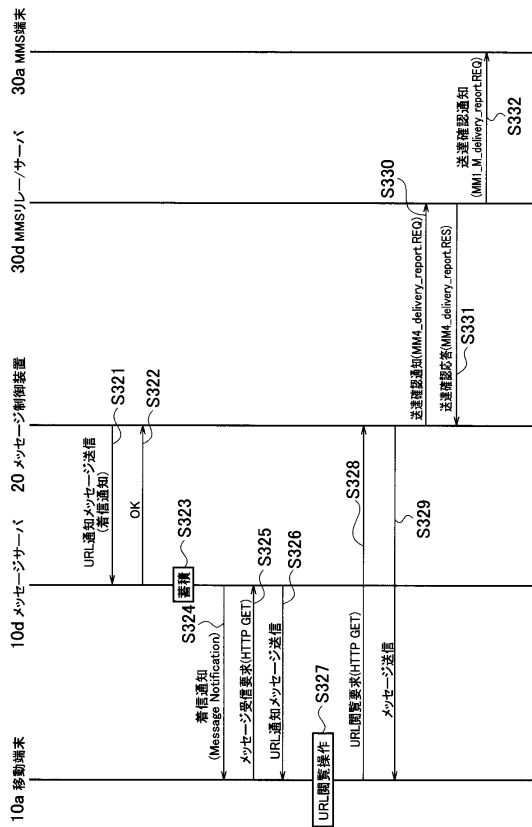 10a 移動端末
10d メッセージサーバ
20 メッセージ制御装置
30d MMSリレー/サーバ
30a MMS端末
URL通知メッセージ送信
(着信通知)
S321
OK
S322
蓄積
S323
S324
着信通知
(Message Notification)
メッセージ受信要求(HTTP GET)
S325
URL通知メッセージ送信
S326
URL閲覧操作
S327
URL閲覧要求(HTTP GET)
S328
メッセージ送信
S329
送達確認通知(MM4_delivery_report.REQ)
S330
送達確認応答(MM4_delivery_report.RES)
S331
送達確認通知
(MM1_M_delivery_report.REQ)
S332